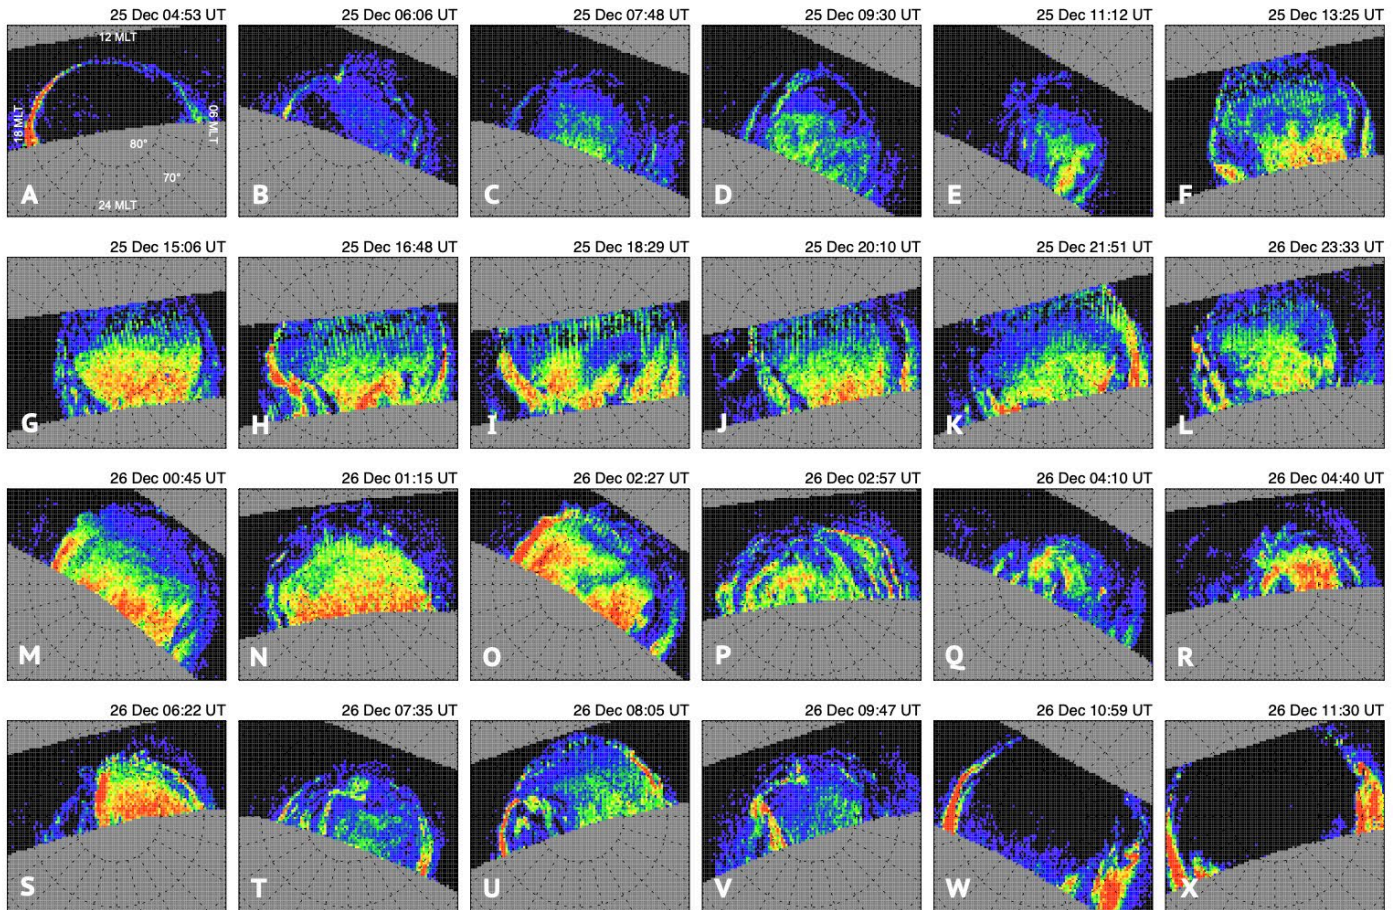 25 Dec 04:53 UT 25 Dec 06:06 UT 25 Dec 07:48 UT 25 Dec 09:30 UT 25 Dec 11:12 UT 25 Dec 13:25 UT
12 MLT
18 MLT 06 MLT
80°
70°
24 MLT
A B C D E F
25 Dec 15:06 UT 25 Dec 16:48 UT 25 Dec 18:29 UT 25 Dec 20:10 UT 25 Dec 21:51 UT 26 Dec 23:33 UT
G H I J K L
26 Dec 00:45 UT 26 Dec 01:15 UT 26 Dec 02:27 UT 26 Dec 02:57 UT 26 Dec 04:10 UT 26 Dec 04:40 UT
M N O P Q R
26 Dec 06:22 UT 26 Dec 07:35 UT 26 Dec 08:05 UT 26 Dec 09:47 UT 26 Dec 10:59 UT 26 Dec 11:30 UT
S T U V W X